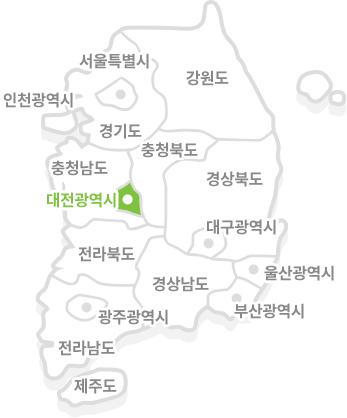 서울특별시
강원도
인천광역시
경기도
충청북도
충청남도
경상북도
대전광역시
대구광역시
전라북도
울산광역시
경상남도
부산광역시
광주광역시
전라남도
제주도